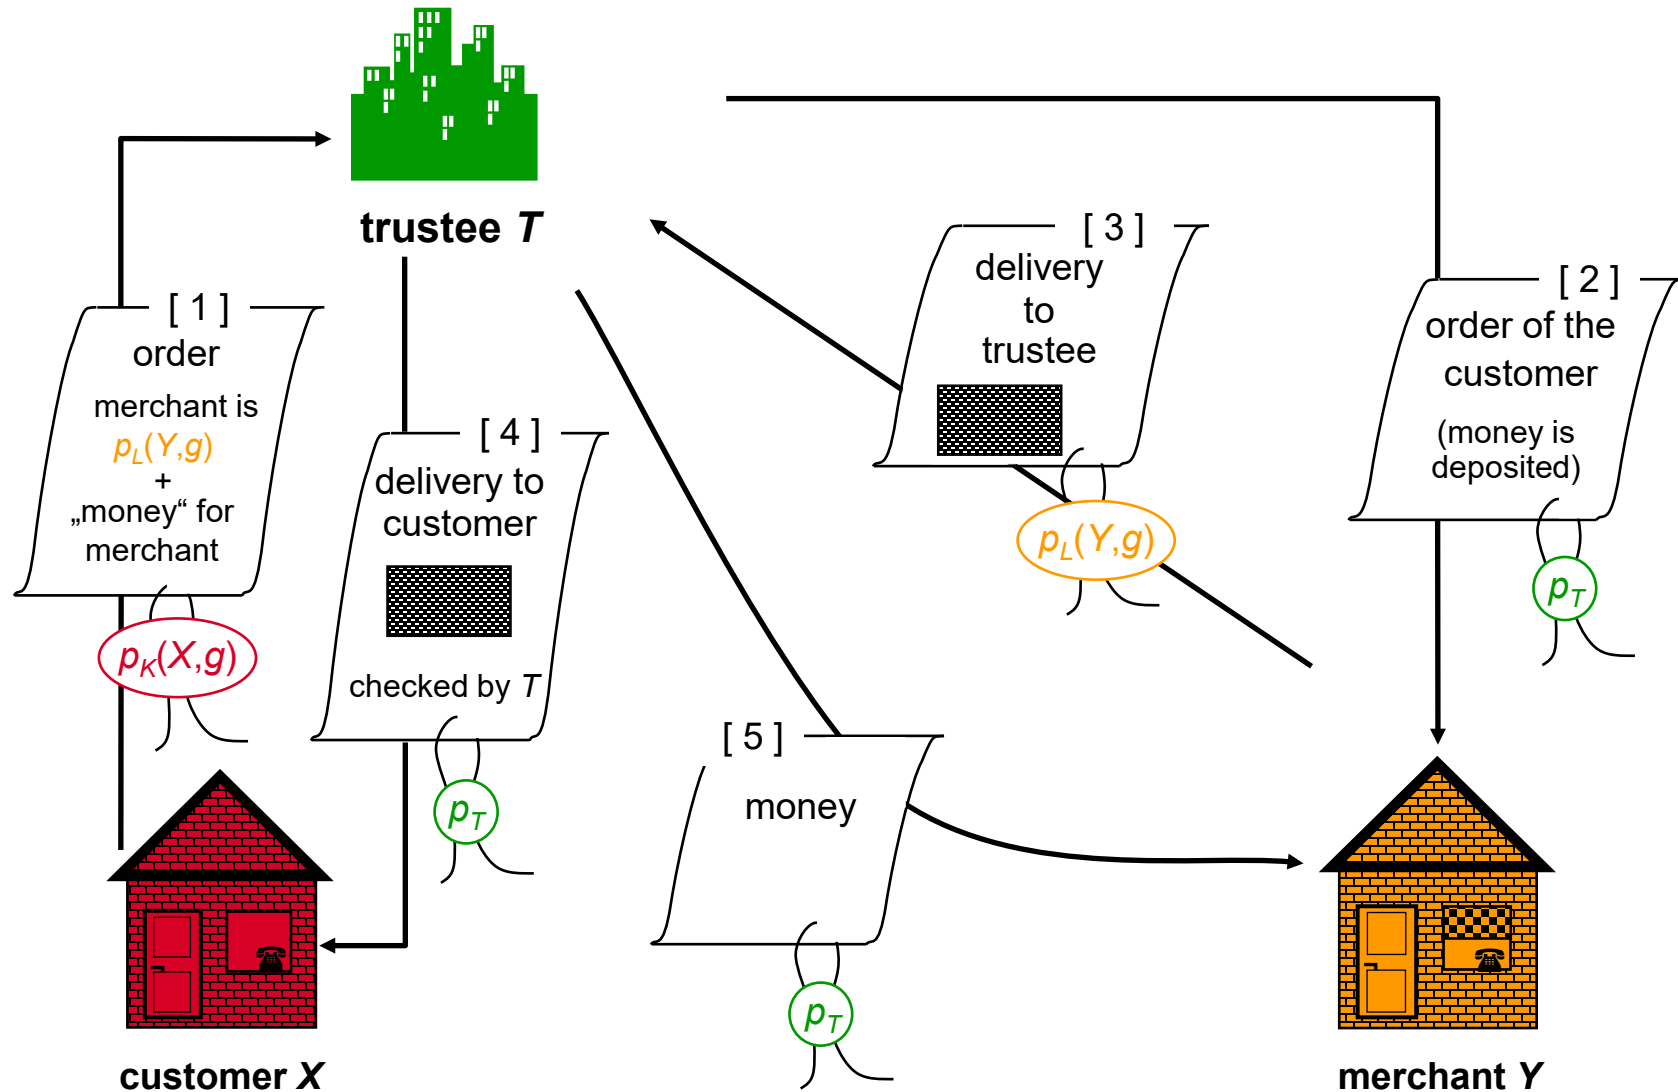 trustee T
[ 1 ]
order
merchant is
pL(Y,g)
+
„money“ for
merchant
pK(X,g)
[ 2 ]
order of the
customer
(money is
deposited)
pT
[ 3 ]
delivery
to
trustee
pL(Y,g)
[ 4 ]
delivery to
customer
checked by T
pT
[ 5 ]
money
pT
customer X
merchant Y